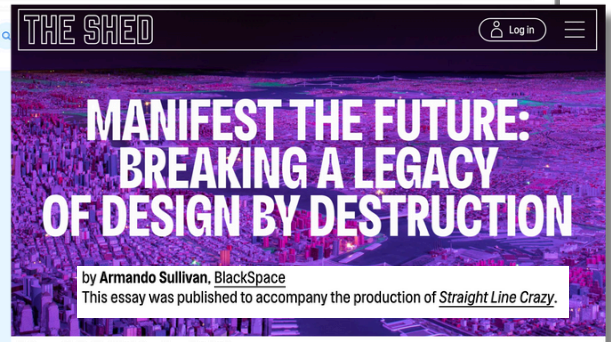 THE SHED
Log in
MANIFEST THE FUTURE:
BREAKING A LEGACY
OF DESIGN BY DESTRUCTION
by Armando Sullivan, BlackSpace
This essay was published to accompany the production of Straight Line Crazy.